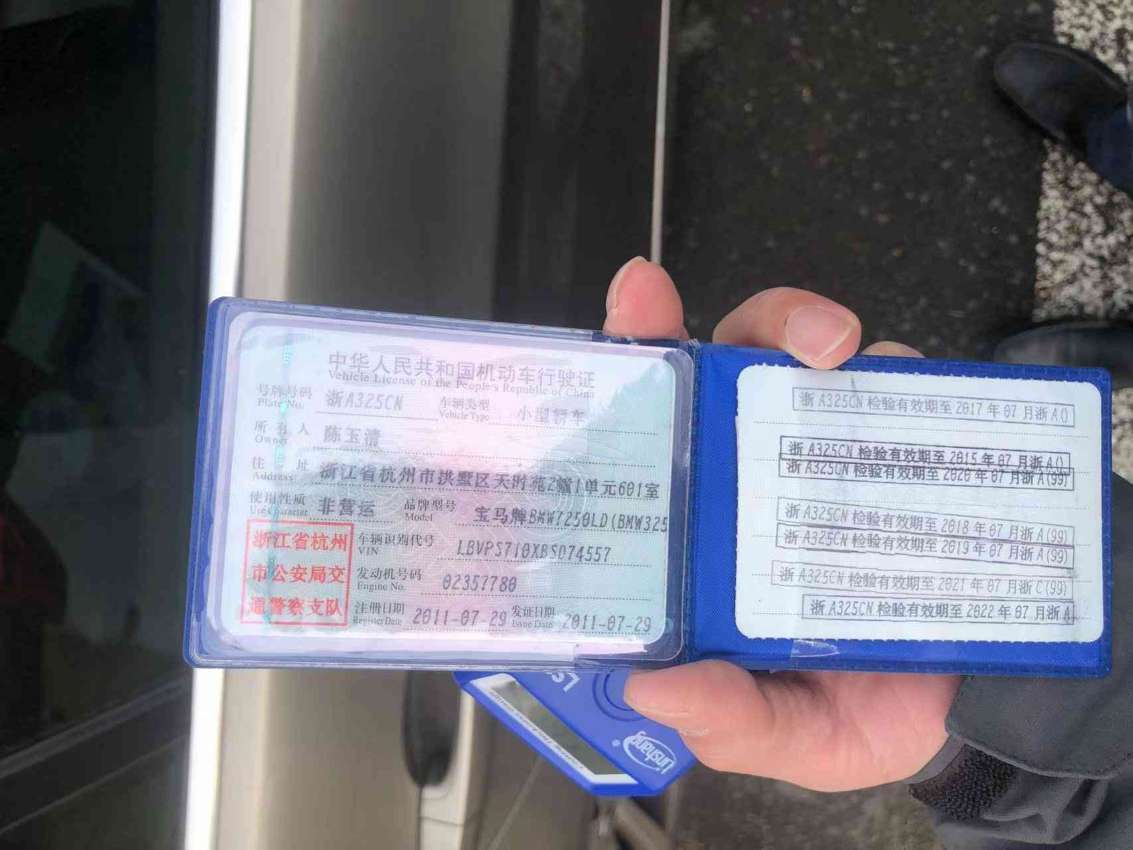 中华人民共和国机动车行驶证
Vehicle License of the People's Republic of China
号牌号码 浙A325CN 车辆类型 小型轿车
Plate No. Vehicle Type
所有人 陈玉清
Owner
住址 浙江省杭州市拱墅区天时苑2幢1单元601室
Address
使用性质 非营运 品牌型号 宝马牌BMW7250LD(BMW325
Use Character Model
浙江省杭州
市公安局交
通警察支队
车辆识别代号 LBVPS710XBS074557
VIN
发动机号码 02357780
Engine No.
注册日期 2011-07-29 发证日期 2011-07-29
Register Date Issue Date
浙A325CN 检验有效期至2017年07月浙A()
浙A325CN 检验有效期至2015年07月浙A()
浙A325CN 检验有效期至2020年07月浙A(99)
浙A325CN 检验有效期至2018年07月浙A(99)
浙A325CN 检验有效期至2019年07月浙A(99)
浙A325CN 检验有效期至2021年07月浙C(99)
浙A325CN 检验有效期至2022年07月浙A
Linshang